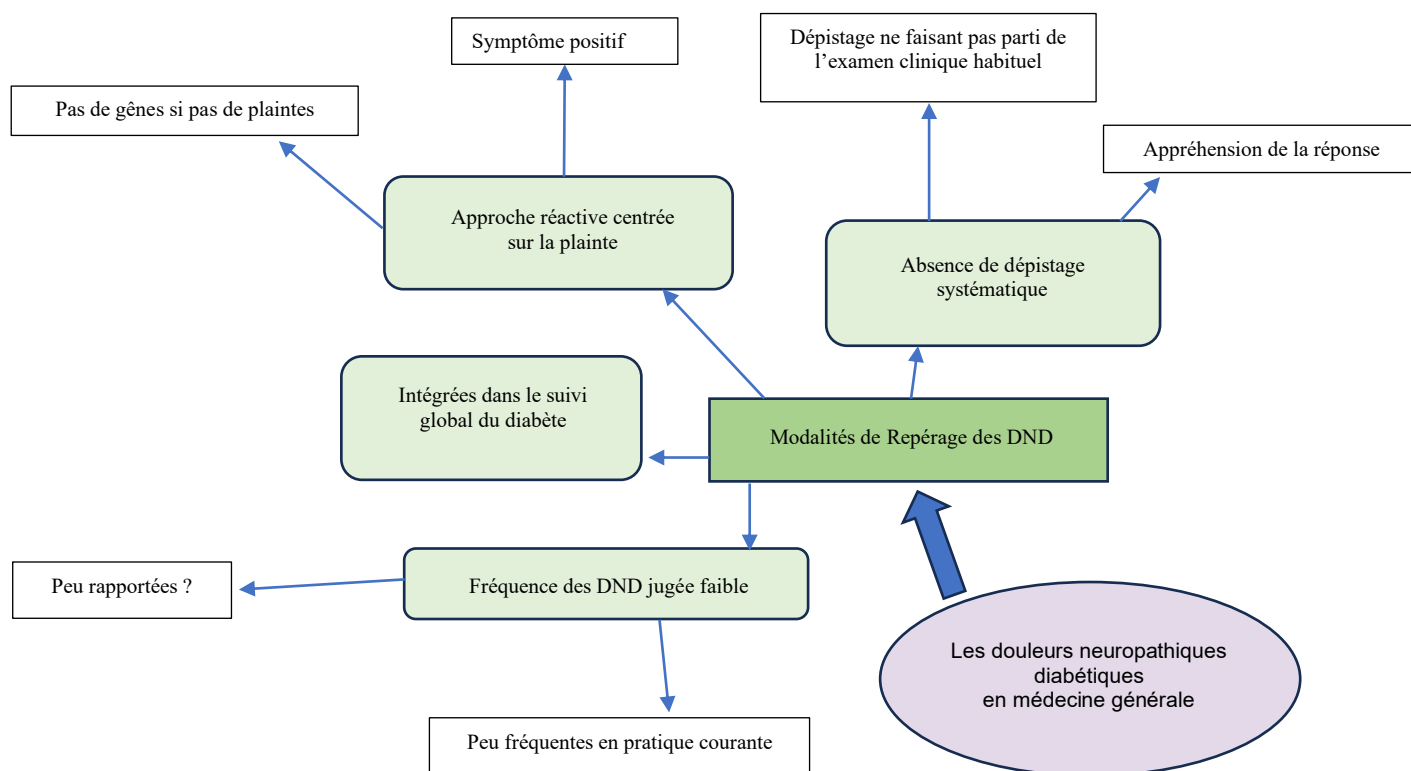 Symptôme positif
Dépistage ne faisant pas parti de
l’examen clinique habituel
Pas de gênes si pas de plaintes
Appréhension de la réponse
Approche réactive centrée
sur la plainte
Absence de dépistage
systématique
Intégrées dans le suivi
global du diabète
Modalités de Repérage des DND
Peu rapportées ?
Fréquence des DND jugée faible
Les douleurs neuropathiques
diabétiques
en médecine générale
Peu fréquentes en pratique courante